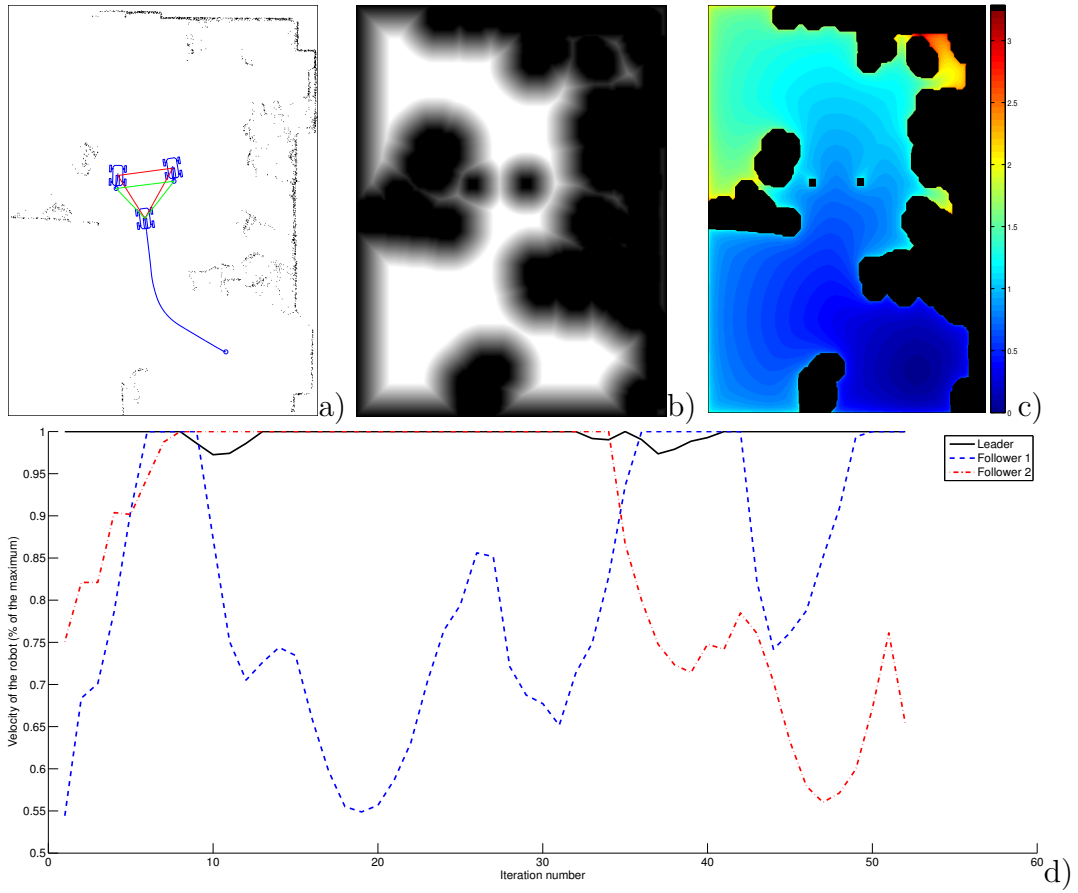 3
2.5
2
1.5
1
0.5
0
a)
b)
c)
1
0.95
0.9
0.85
0.8
0.75
0.7
0.65
0.6
0.55
0.5
Velocity of the robot (% of the maximum)
Leader
Follower 1
Follower 2
0
10
20
30
40
50
60
Iteration number
d)